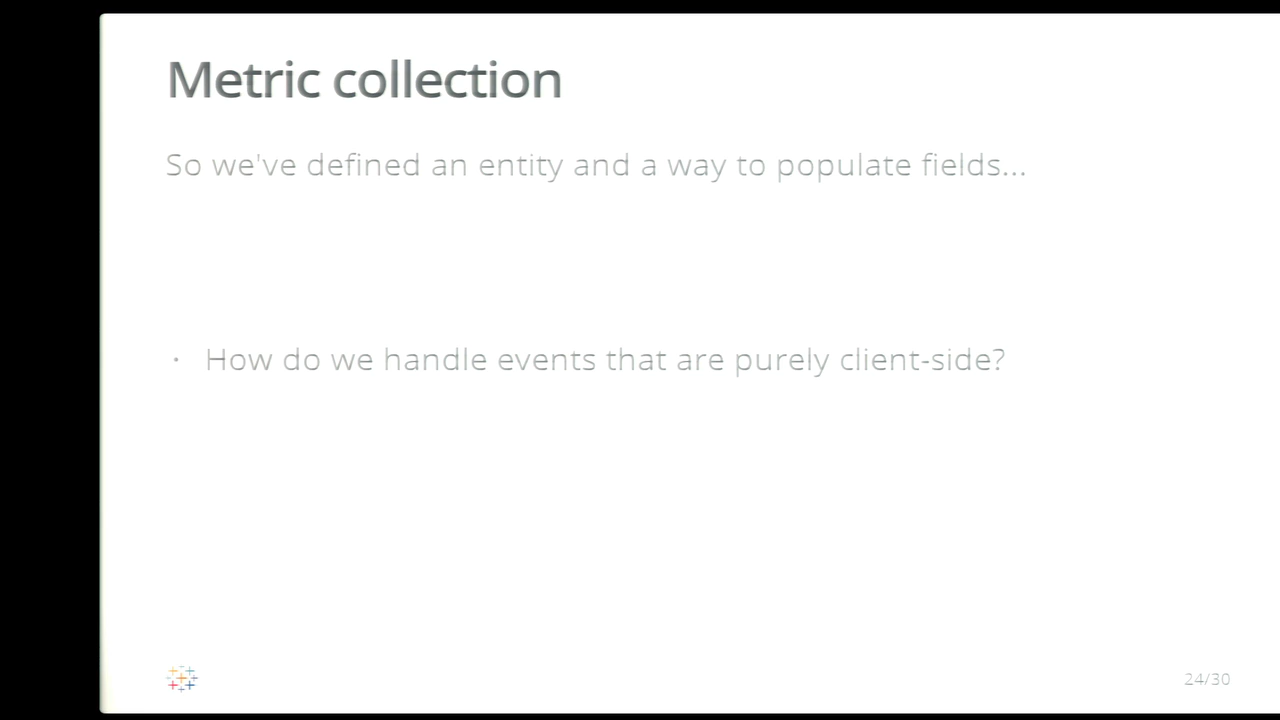 Metric collection
So we've defined an entity and a way to populate fields...
· How do we handle events that are purely client-side?
24/30